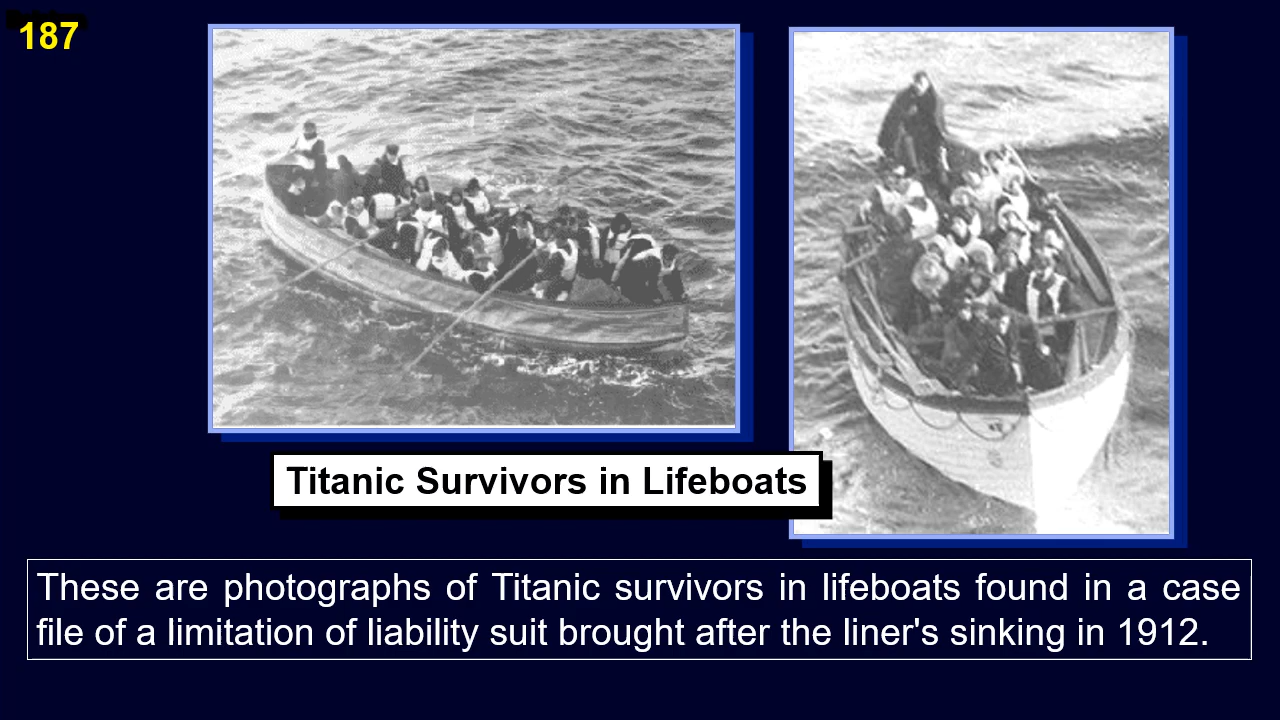 187
Titanic Survivors in Lifeboats
These are photographs of Titanic survivors in lifeboats found in a case
file of a limitation of liability suit brought after the liner's sinking in 1912.